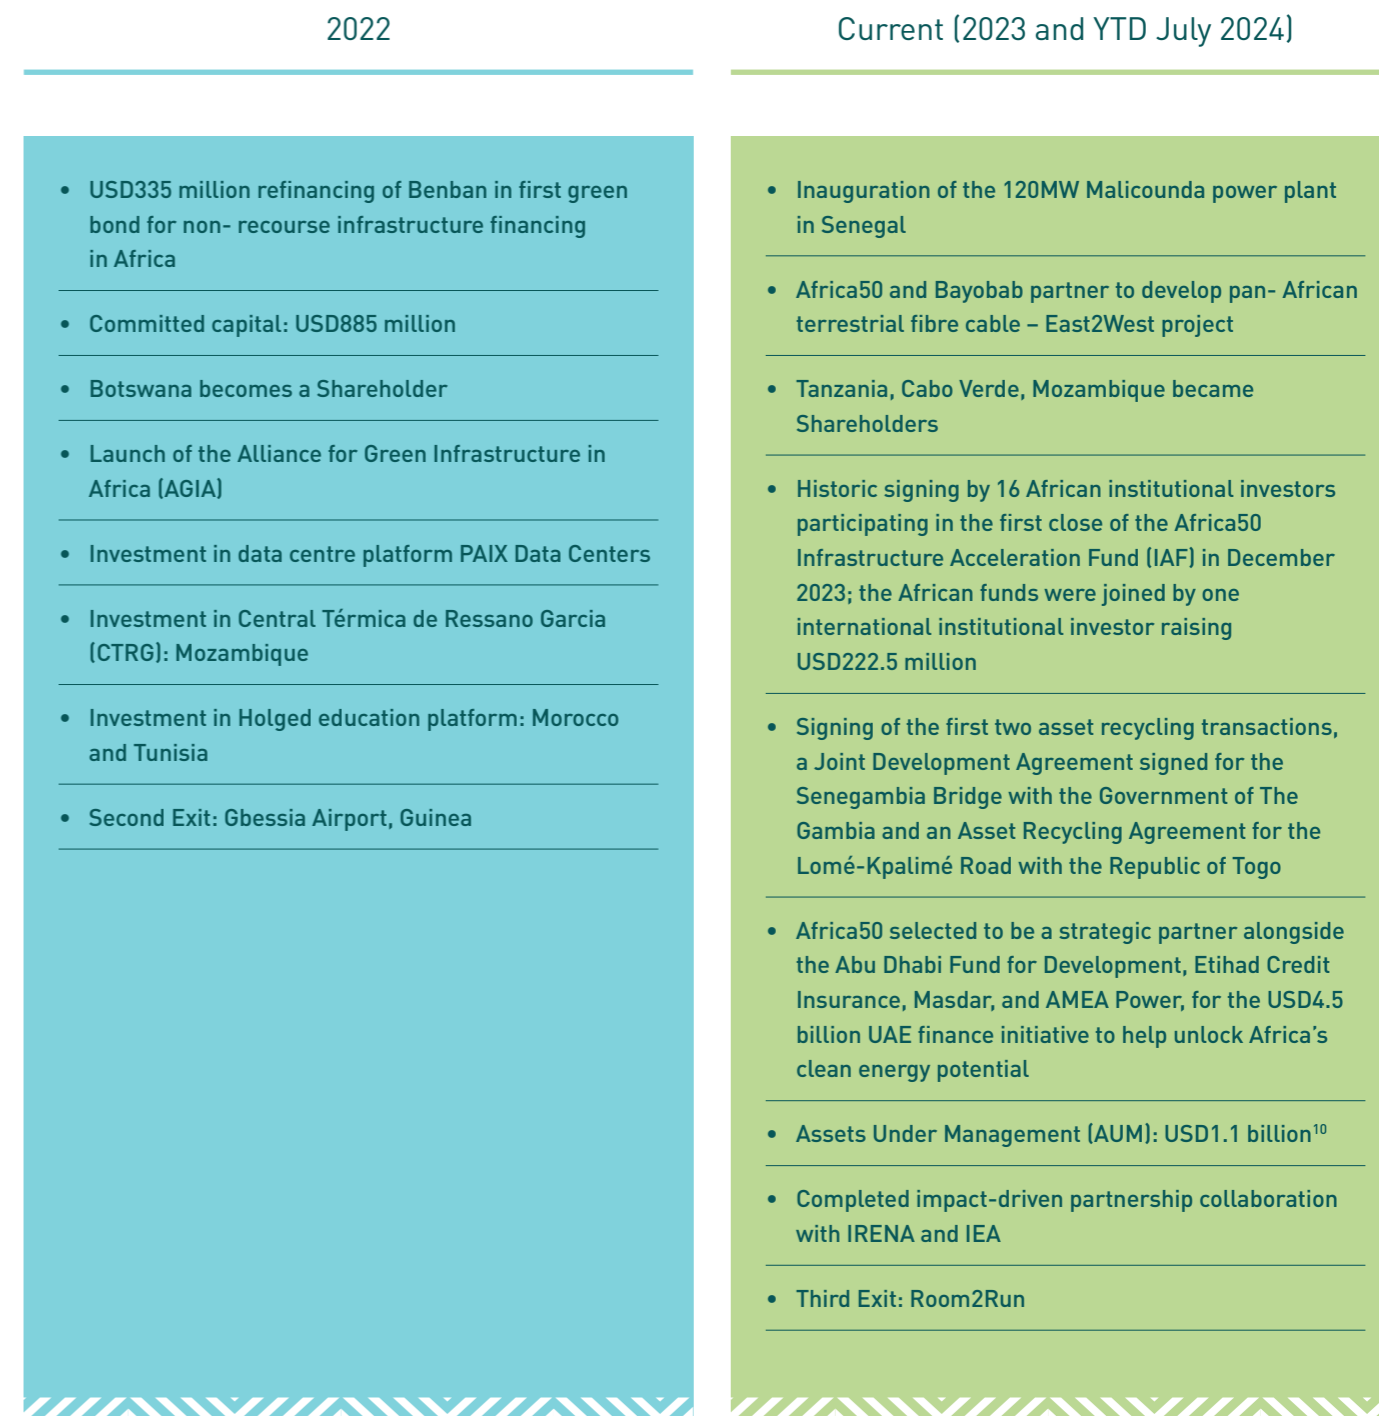 2022
• USD335 million refinancing of Benban in first green
bond for non- recourse infrastructure financing
in Africa
• Committed capital: USD885 million
• Botswana becomes a Shareholder
• Launch of the Alliance for Green Infrastructure in
Africa (AGIA)
• Investment in data centre platform PAIX Data Centers
• Investment in Central Térmica de Ressano Garcia
(CTRG): Mozambique
• Investment in Holged education platform: Morocco
and Tunisia
• Second Exit: Gbessia Airport, Guinea
Current (2023 and YTD July 2024)
• Inauguration of the 120MW Malicounda power plant
in Senegal
• Africa50 and Bayobab partner to develop pan- African
terrestrial fibre cable – East2West project
• Tanzania, Cabo Verde, Mozambique became
Shareholders
• Historic signing by 16 African institutional investors
participating in the first close of the Africa50
Infrastructure Acceleration Fund (IAF) in December
2023; the African funds were joined by one
international institutional investor raising
USD222.5 million
• Signing of the first two asset recycling transactions,
a Joint Development Agreement signed for the
Senegambia Bridge with the Government of The
Gambia and an Asset Recycling Agreement for the
Lomé-Kpalimé Road with the Republic of Togo
• Africa50 selected to be a strategic partner alongside
the Abu Dhabi Fund for Development, Etihad Credit
Insurance, Masdar, and AMEA Power, for the USD4.5
billion UAE finance initiative to help unlock Africa’s
clean energy potential
• Assets Under Management (AUM): USD1.1 billion¹⁰
• Completed impact-driven partnership collaboration
with IRENA and IEA
• Third Exit: Room2Run